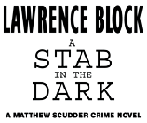 LAWRENCE BLOCK
A
STAB
IN THE
DARK
A MATTHEW SCUDDER CRIME NOVEL